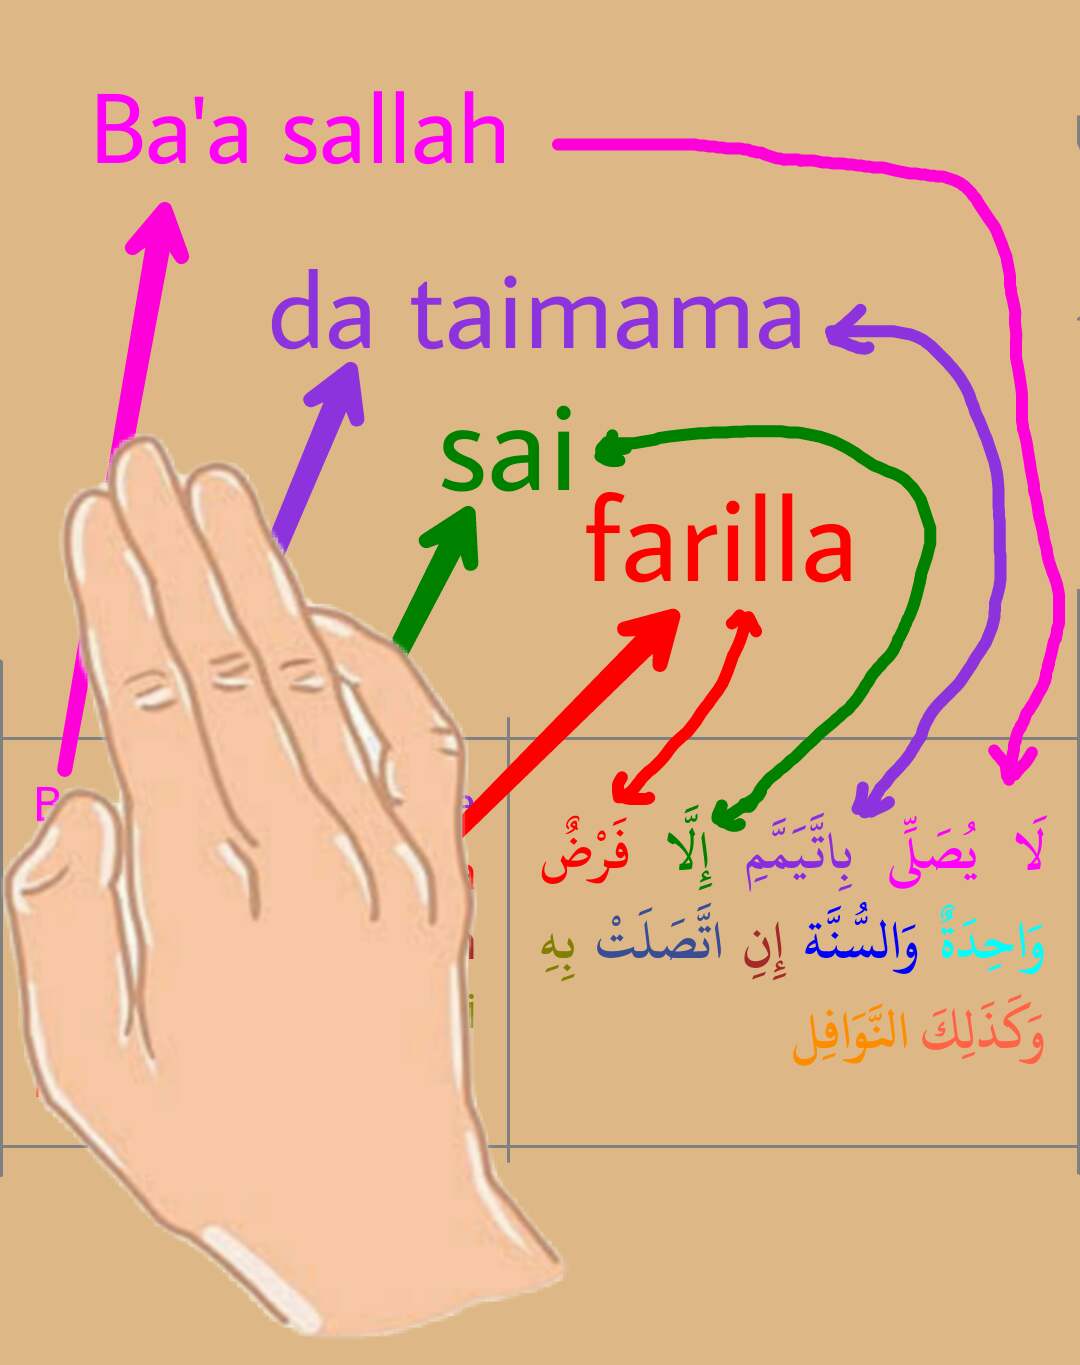 Ba'a sallah
da taimama
sai
farilla
لَا يُصَلِّى بِاتَّيَمَّمِ إِلَّا فَرْضٌ
وَاحِدَةٌ وَالسُّنَّة إِنِ اتَّصَلَتْ بِهِ
وَكَذَلِكَ النَّوَافِل